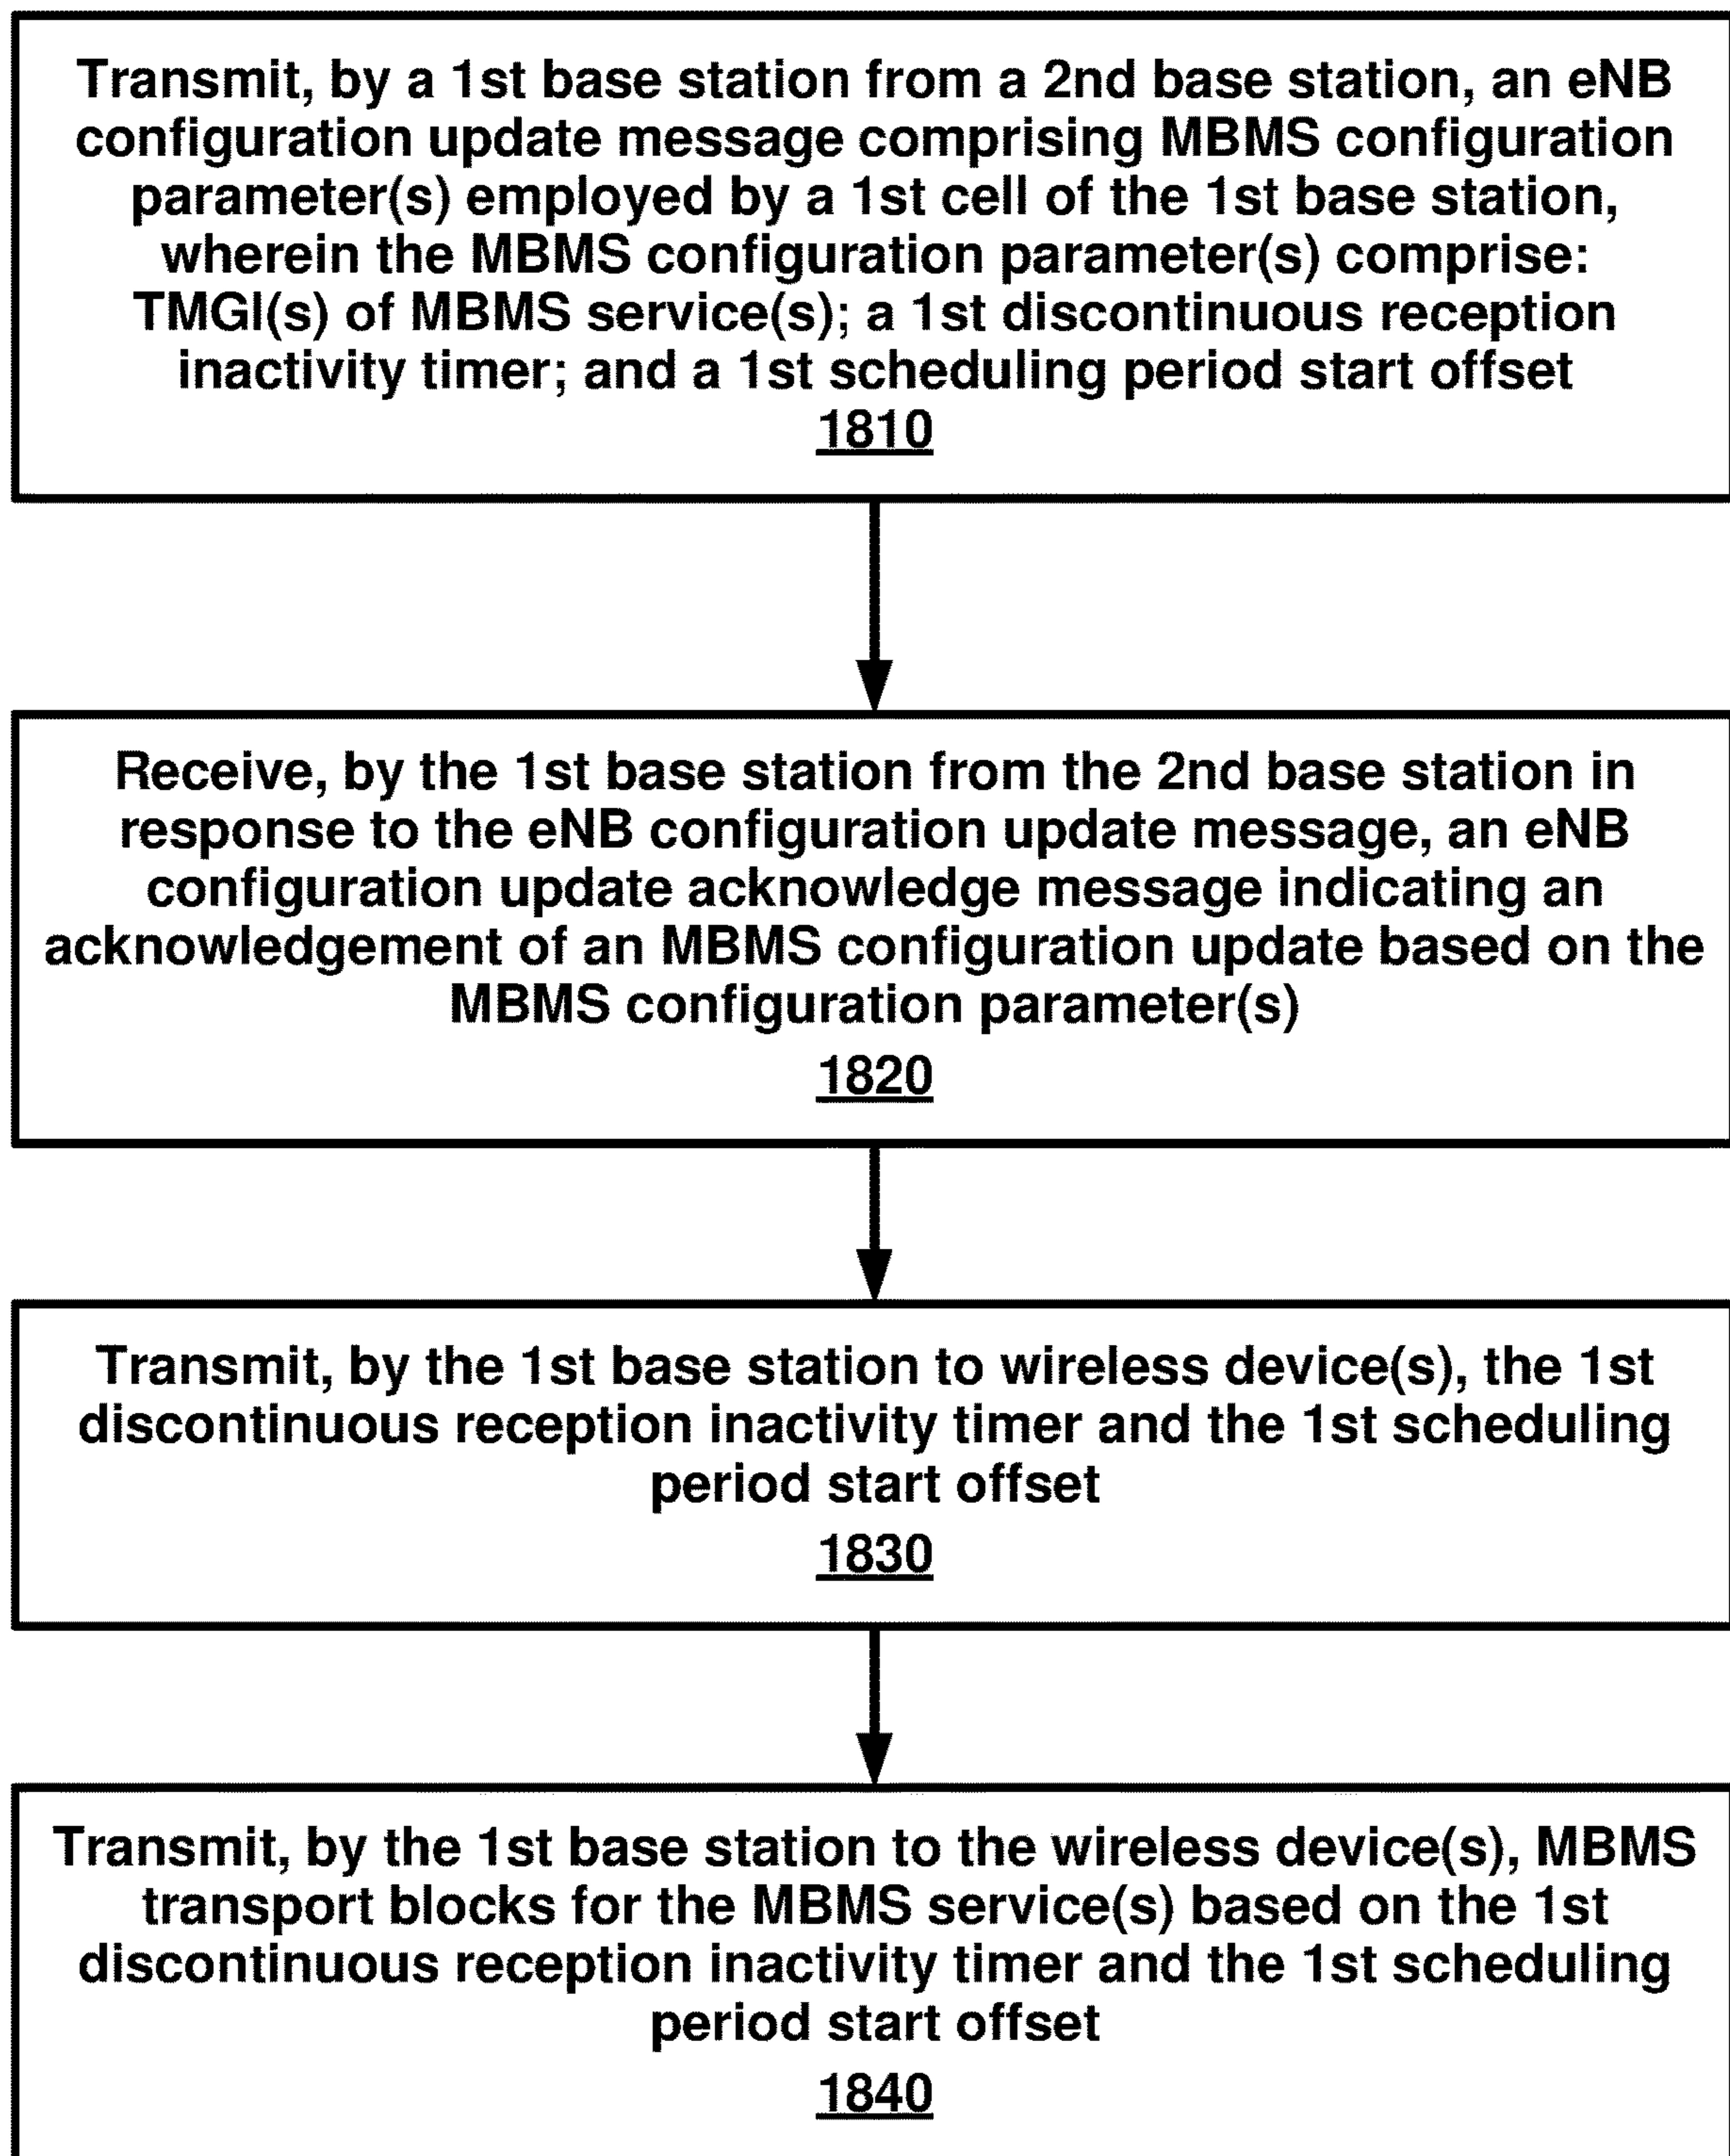 Transmit, by a 1st base station from a 2nd base station, an eNB
configuration update message comprising MBMS configuration
parameter(s) employed by a 1st cell of the 1st base station,
wherein the MBMS configuration parameter(s) comprise:
TMGI(s) of MBMS service(s); a 1st discontinuous reception
inactivity timer; and a 1st scheduling period start offset
1810
Receive, by the 1st base station from the 2nd base station in
response to the eNB configuration update message, an eNB
configuration update acknowledge message indicating an
acknowledgement of an MBMS configuration update based on the
MBMS configuration parameter(s)
1820
Transmit, by the 1st base station to wireless device(s), the 1st
discontinuous reception inactivity timer and the 1st scheduling
period start offset
1830
Transmit, by the 1st base station to the wireless device(s), MBMS
transport blocks for the MBMS service(s) based on the 1st
discontinuous reception inactivity timer and the 1st scheduling
period start offset
1840